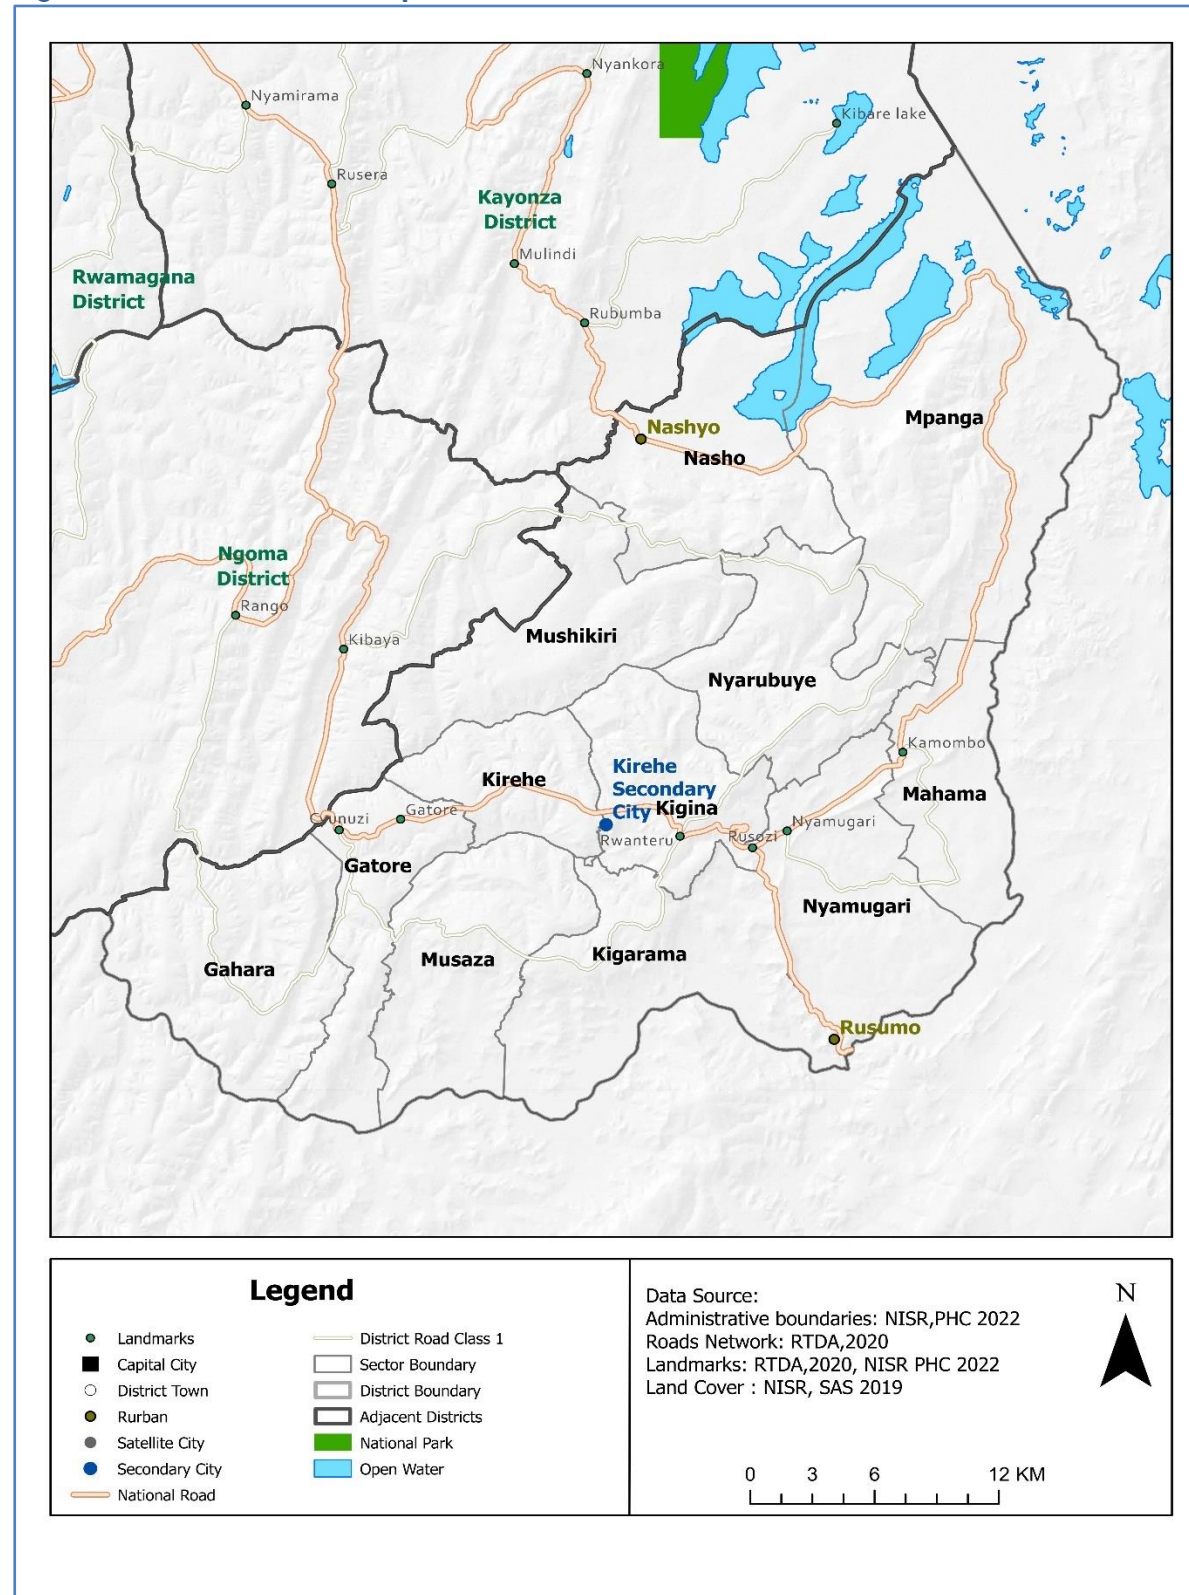 Nyankora
Nyamirama
Kibare lake
Rusera
Kayonza
District
Mulindi
Rwamagana
District
Rubumba
Mpanga
Nashyo
Nasho
Ngoma
District
Rango
Kibaya
Mushikiri
Nyarubuye
Kamombo
Kirehe
Kirehe
Secondary
City
Mahama
Kigina
Gatore
Cyunuzi
Nyamugari
Rusozi
Rwanteru
Gatore
Nyamugari
Kigarama
Musaza
Gahara
Rusumo
Legend
Landmarks
Capital City
District Town
Rurban
Satellite City
Secondary City
National Road
District Road Class 1
Sector Boundary
District Boundary
Adjacent Districts
National Park
Open Water
Data Source:
Administrative boundaries: NISR,PHC 2022
Roads Network: RTDA,2020
Landmarks: RTDA,2020, NISR PHC 2022
Land Cover : NISR, SAS 2019
N
0 3 6 12 KM